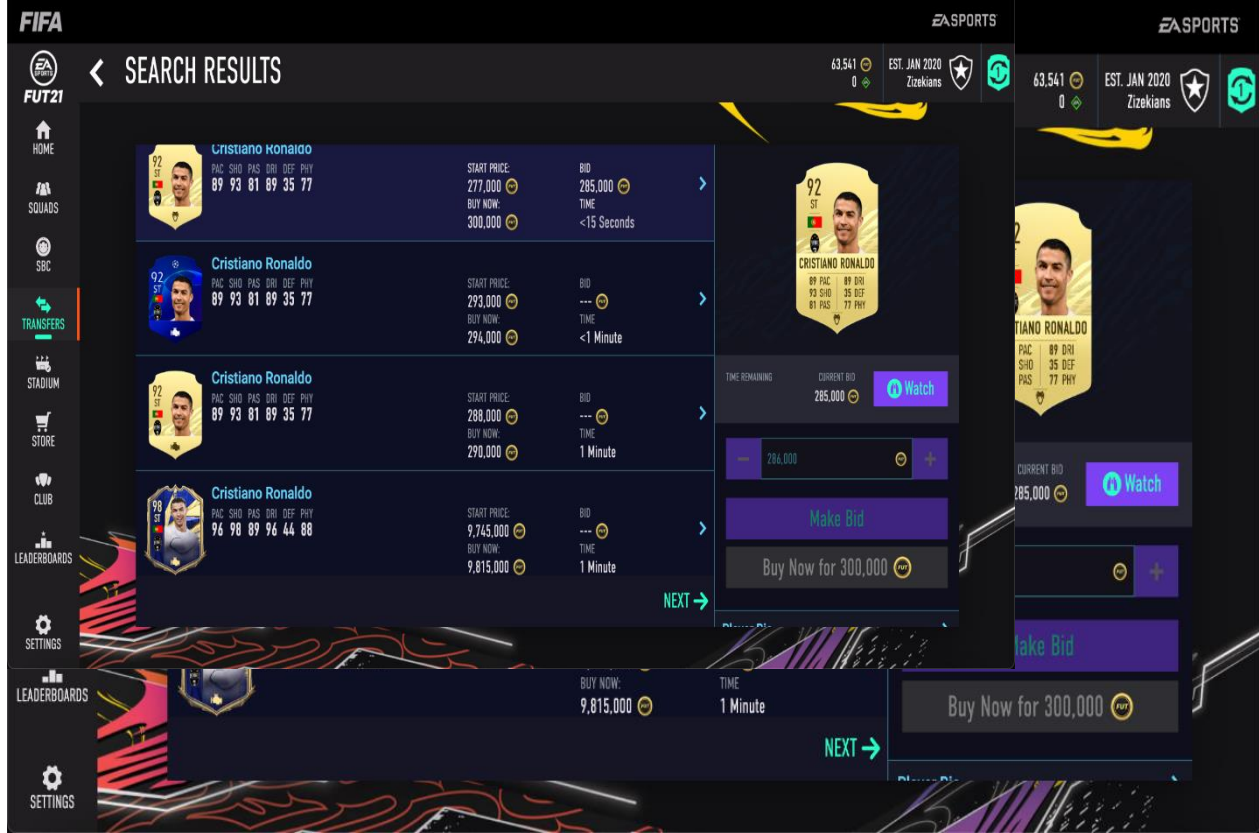 FIFA
EA SPORTS
EA SPORTS
FUT21
SEARCH RESULTS
63,541
0
EST. JAN 2020
Zizekians
1
HOME
SQUADS
SBC
TRANSFERS
STADIUM
STORE
CLUB
LEADERBOARDS
SETTINGS
92
ST
Cristiano Ronaldo
PAC SHO PAS DRI DEF PHY
89 93 81 89 35 77
START PRICE:
277,000
BUY NOW:
300,000
BID
285,000
TIME
<15 Seconds
92
ST
Cristiano Ronaldo
PAC SHO PAS DRI DEF PHY
89 93 81 89 35 77
START PRICE:
293,000
BUY NOW:
294,000
BID
---
TIME
<1 Minute
92
ST
Cristiano Ronaldo
PAC SHO PAS DRI DEF PHY
89 93 81 89 35 77
START PRICE:
288,000
BUY NOW:
290,000
BID
---
TIME
1 Minute
98
ST
Cristiano Ronaldo
PAC SHO PAS DRI DEF PHY
96 98 89 96 44 88
START PRICE:
9,745,000
BUY NOW:
9,815,000
BID
---
TIME
1 Minute
NEXT
92
ST
CRISTIANO RONALDO
89 PAC 89 DRI
93 SHO 35 DEF
81 PAS 77 PHY
TIME REMAINING
CURRENT BID
285,000
Watch
286,000
Make Bid
Buy Now for 300,000 FUT
EA SPORTS
63,541
0
EST. JAN 2020
Zizekians
1
TIANO RONALDO
PAC 89 DRI
SHO 35 DEF
PAS 77 PHY
CURRENT BID
285,000
Watch
Make Bid
Buy Now for 300,000 FUT
LEADERBOARDS
SETTINGS
BUY NOW:
9,815,000
TIME
1 Minute
NEXT